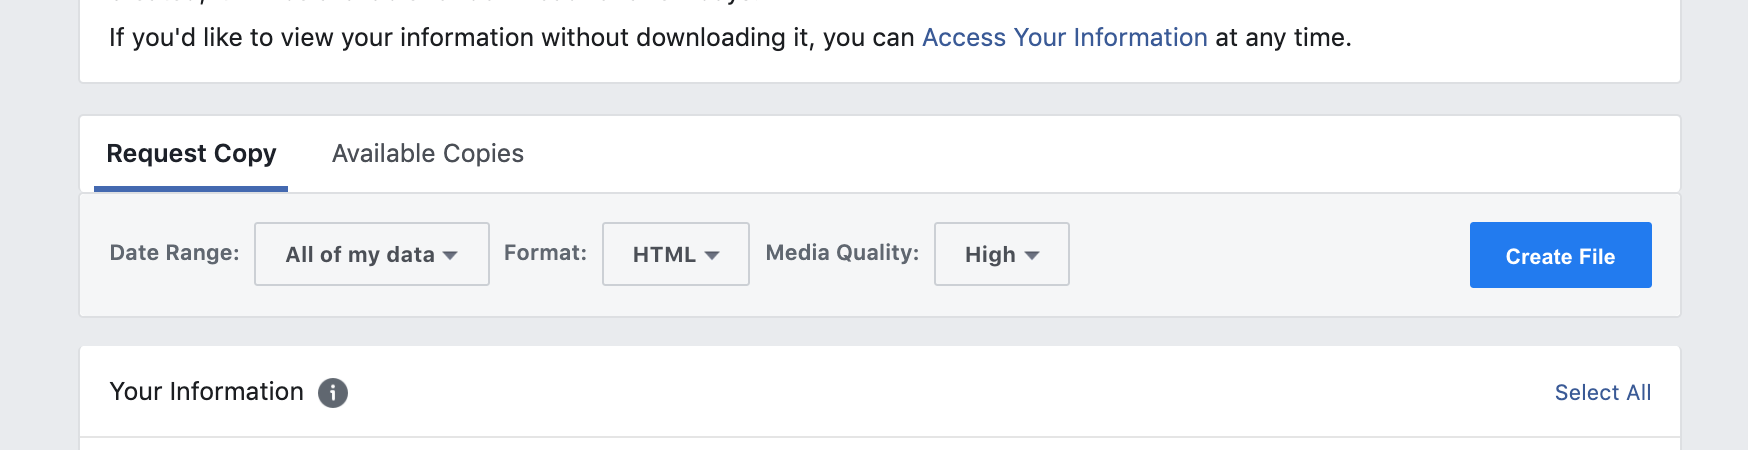 If you'd like to view your information without downloading it, you can Access Your Information at any time.
Request Copy Available Copies
Date Range: All of my data Format: HTML Media Quality: High Create File
Your Information Select All